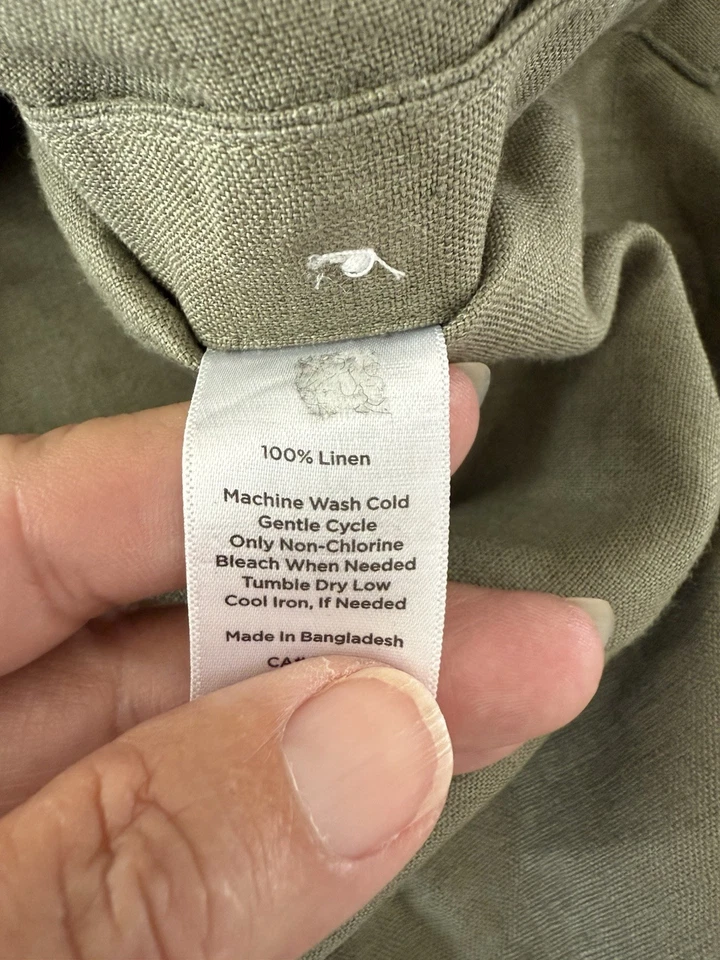 100% Linen
Machine Wash Cold
Gentle Cycle
Only Non-Chlorine
Bleach When Needed
Tumble Dry Low
Cool Iron, If Needed
Made In Bangladesh